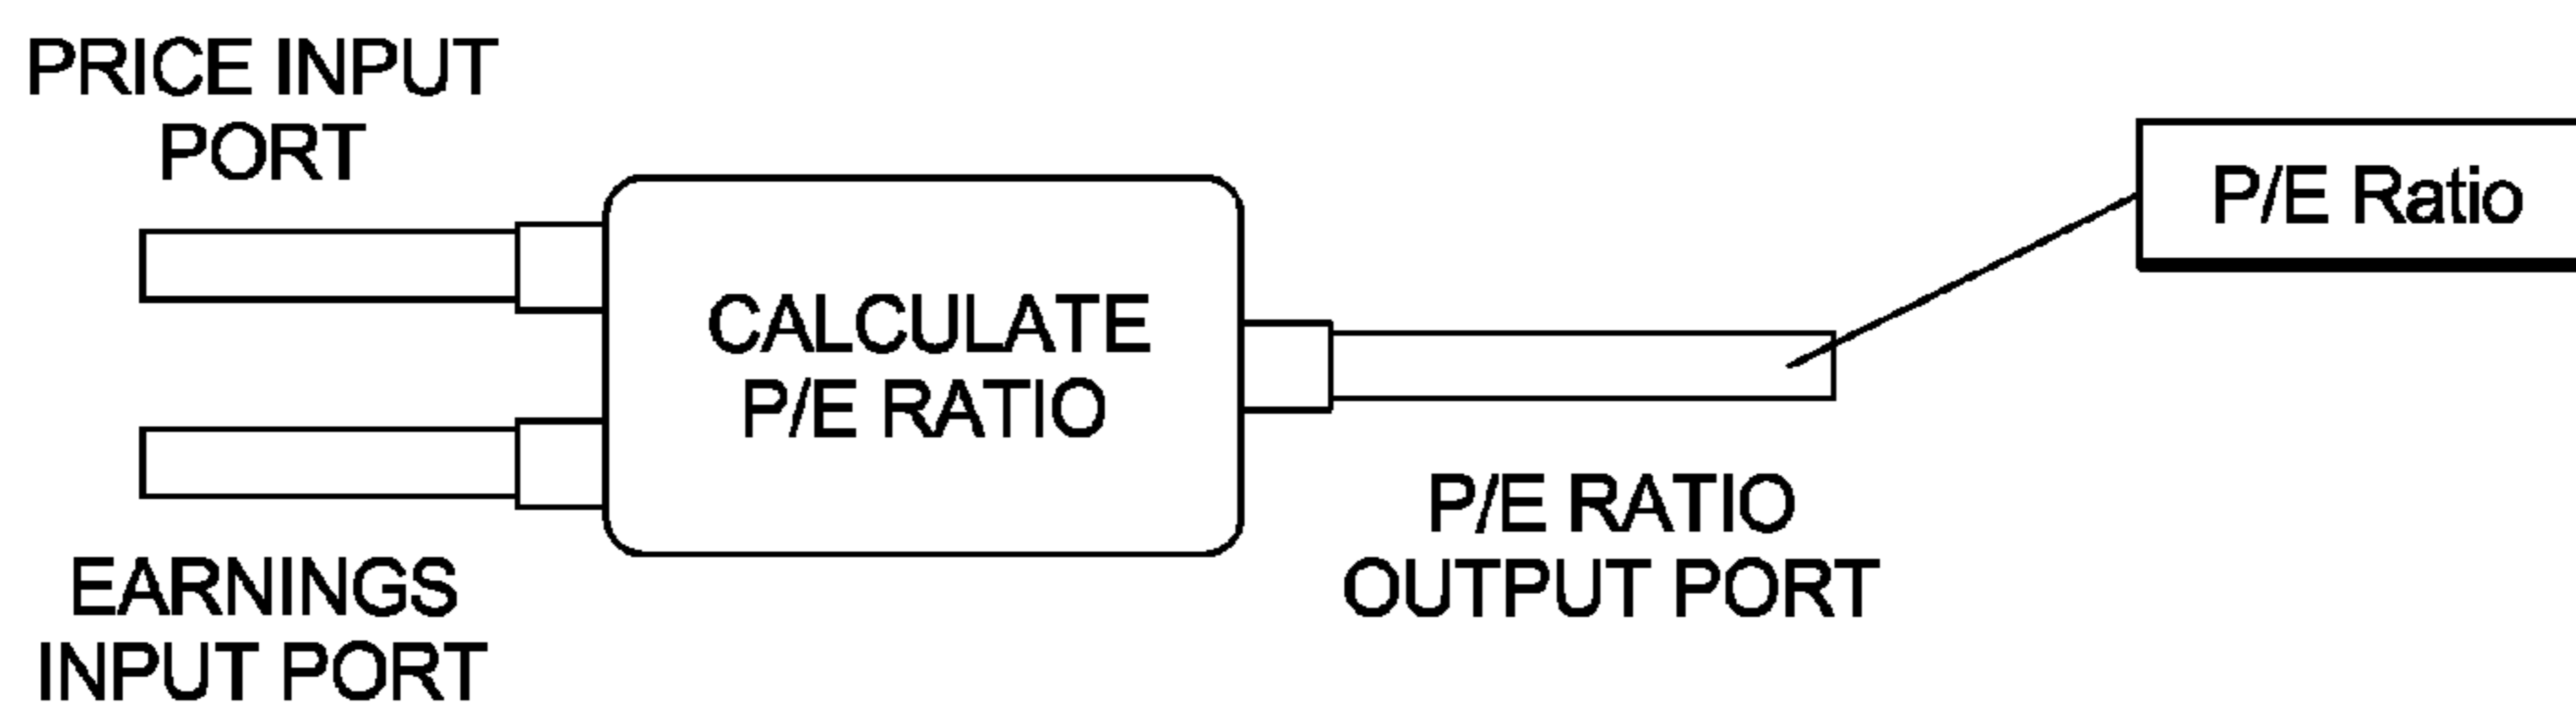 PRICE INPUT
PORT
CALCULATE
P/E RATIO
P/E Ratio
EARNINGS
INPUT PORT
P/E RATIO
OUTPUT PORT